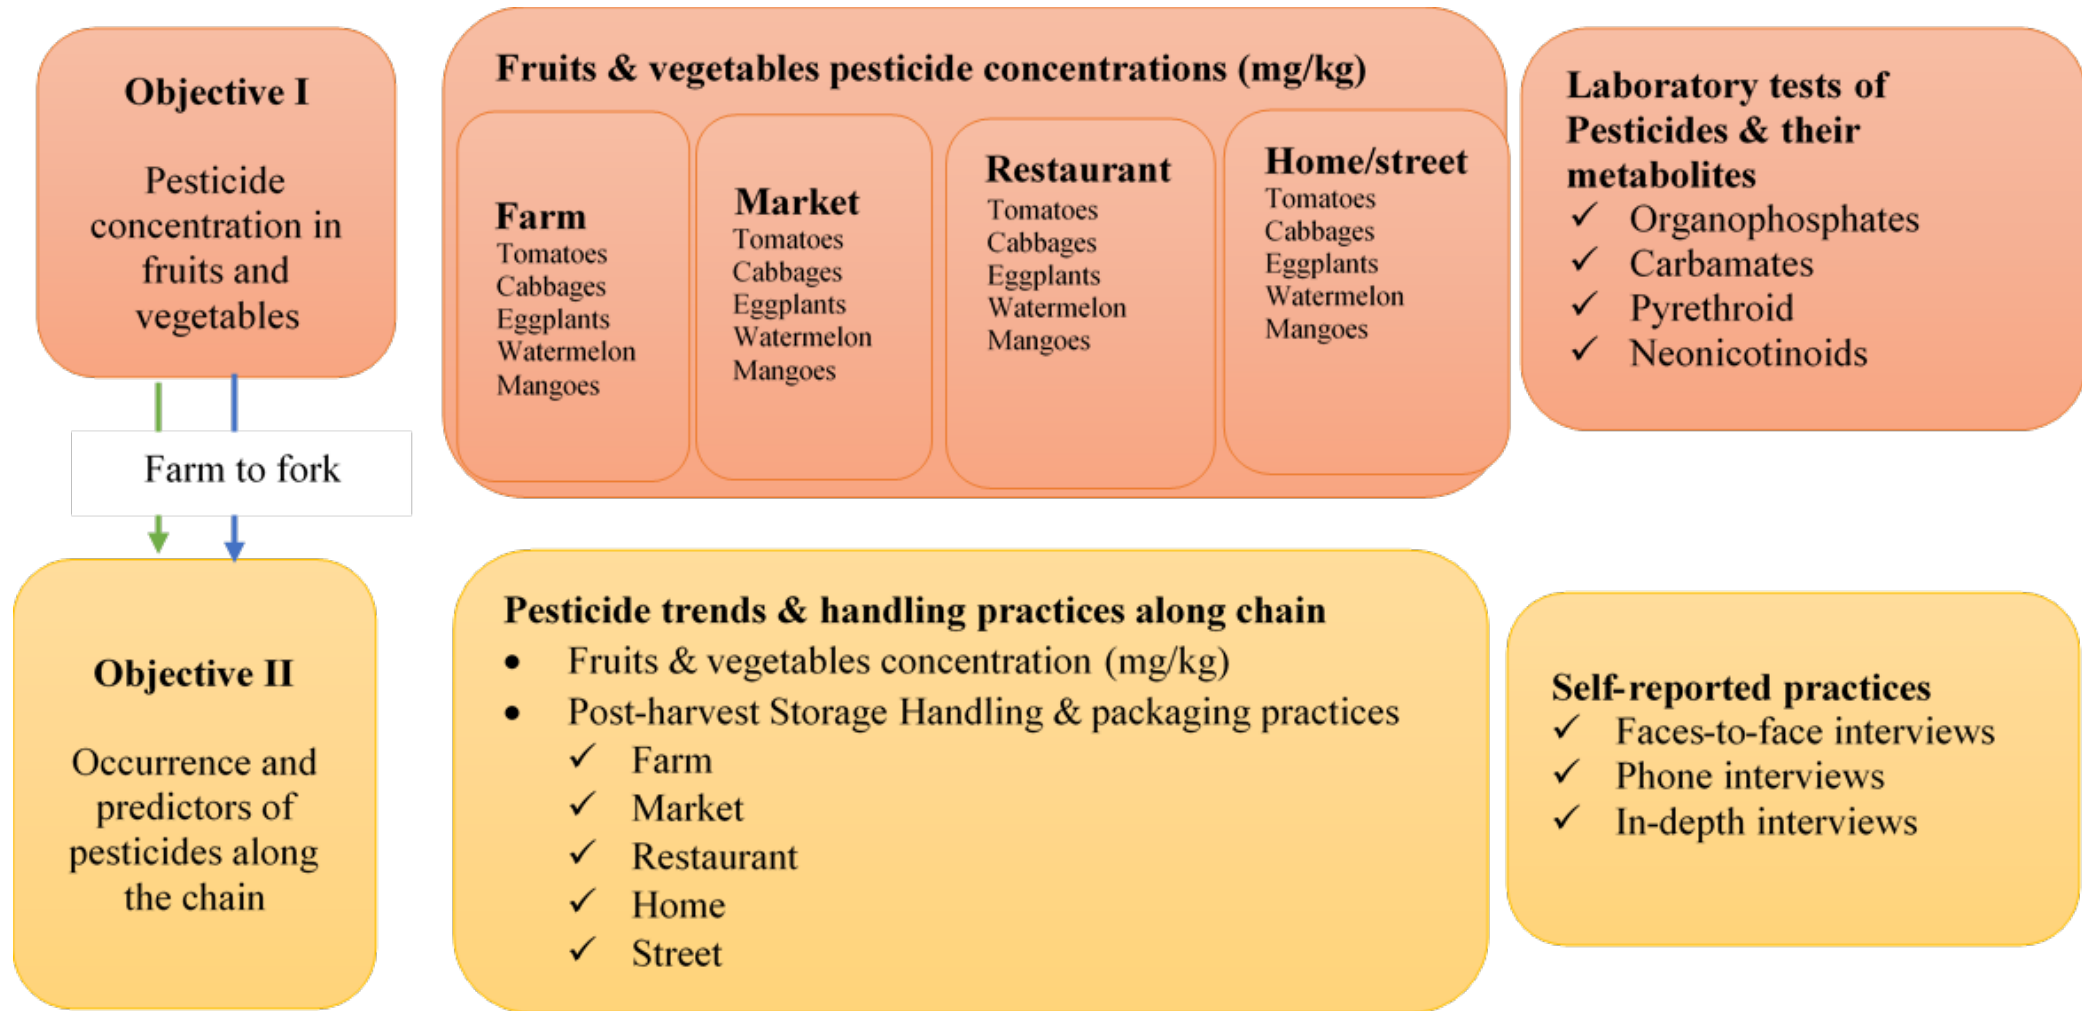 Objective I
Pesticide
concentration in
fruits and
vegetables
Fruits & vegetables pesticide concentrations (mg/kg)
Farm
Tomatoes
Cabbages
Eggplants
Watermelon
Mangoes
Market
Tomatoes
Cabbages
Eggplants
Watermelon
Mangoes
Restaurant
Tomatoes
Cabbages
Eggplants
Watermelon
Mangoes
Home/street
Tomatoes
Cabbages
Eggplants
Watermelon
Mangoes
Laboratory tests of
Pesticides & their
metabolites
✓ Organophosphates
✓ Carbamates
✓ Pyrethroid
✓ Neonicotinoids
Farm to fork
Objective II
Occurrence and
predictors of
pesticides along
the chain
Pesticide trends & handling practices along chain
• Fruits & vegetables concentration (mg/kg)
• Post-harvest Storage Handling & packaging practices
✓ Farm
✓ Market
✓ Restaurant
✓ Home
✓ Street
Self-reported practices
✓ Faces-to-face interviews
✓ Phone interviews
✓ In-depth interviews